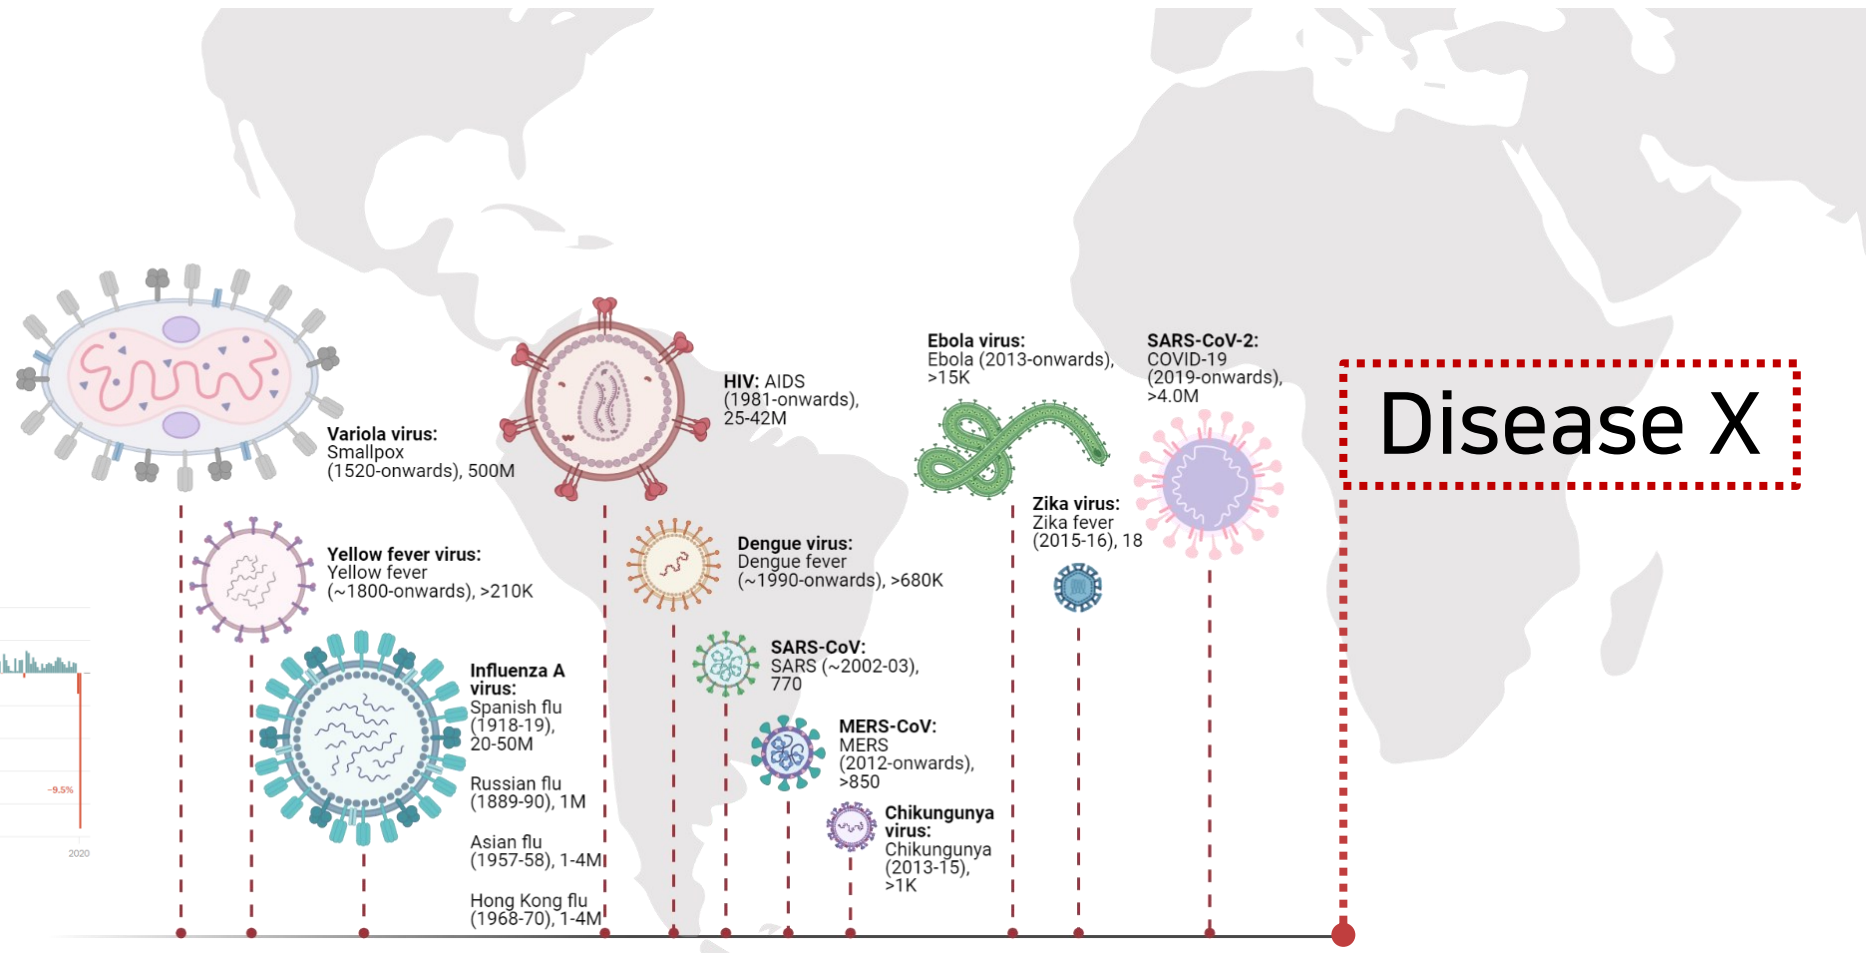 Variola virus:
Smallpox
(1520-onwards), 500M
Yellow fever virus:
Yellow fever
(~1800-onwards), >210K
Influenza A
virus:
Spanish flu
(1918-19),
20-50M
Russian flu
(1889-90), 1M
Asian flu
(1957-58), 1-4M
Hong Kong flu
(1968-70), 1-4M
HIV: AIDS
(1981-onwards),
25-42M
Dengue virus:
Dengue fever
(~1990-onwards), >680K
SARS-CoV:
SARS (~2002-03),
770
MERS-CoV:
MERS
(2012-onwards),
>850
Chikungunya
virus:
Chikungunya
(2013-15),
>1K
Ebola virus:
Ebola (2013-onwards),
>15K
Zika virus:
Zika fever
(2015-16), 18
SARS-CoV-2:
COVID-19
(2019-onwards),
>4.0M
Disease X
-9.5%
2020